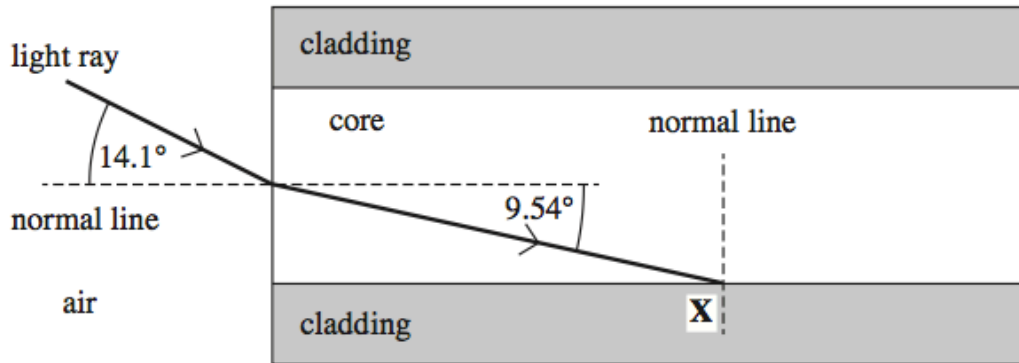 cladding
light ray
core
normal line
14.1°
9.54°
normal line
air
X
cladding